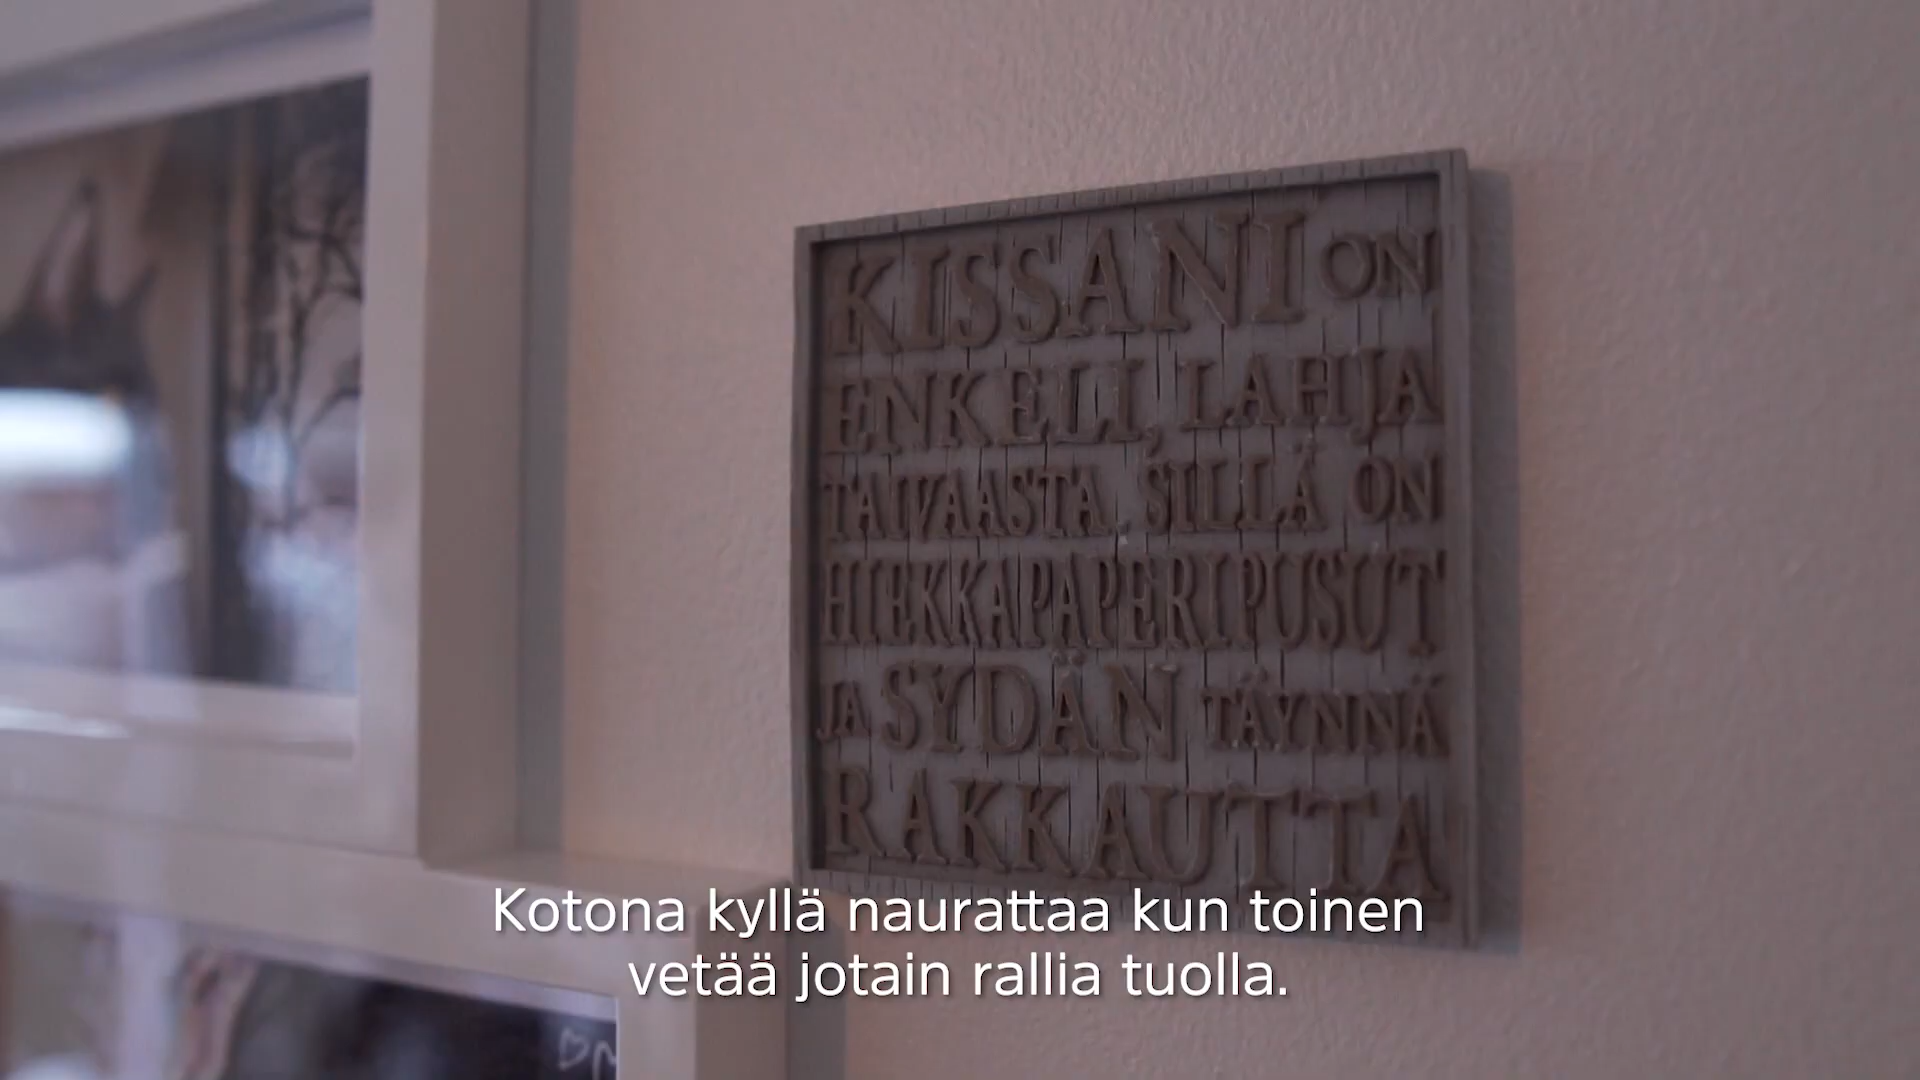 KISSANI ON
ENKELI, LAHJA
TAIVAASTA. SILLÄ ON
HIEKKAPAPERIPUSUT
JA SYDÄN TÄYNNÄ
RAKKAUTTA
Kotona kyllä naurattaa kun toinen
vetää jotain rallia tuolla.